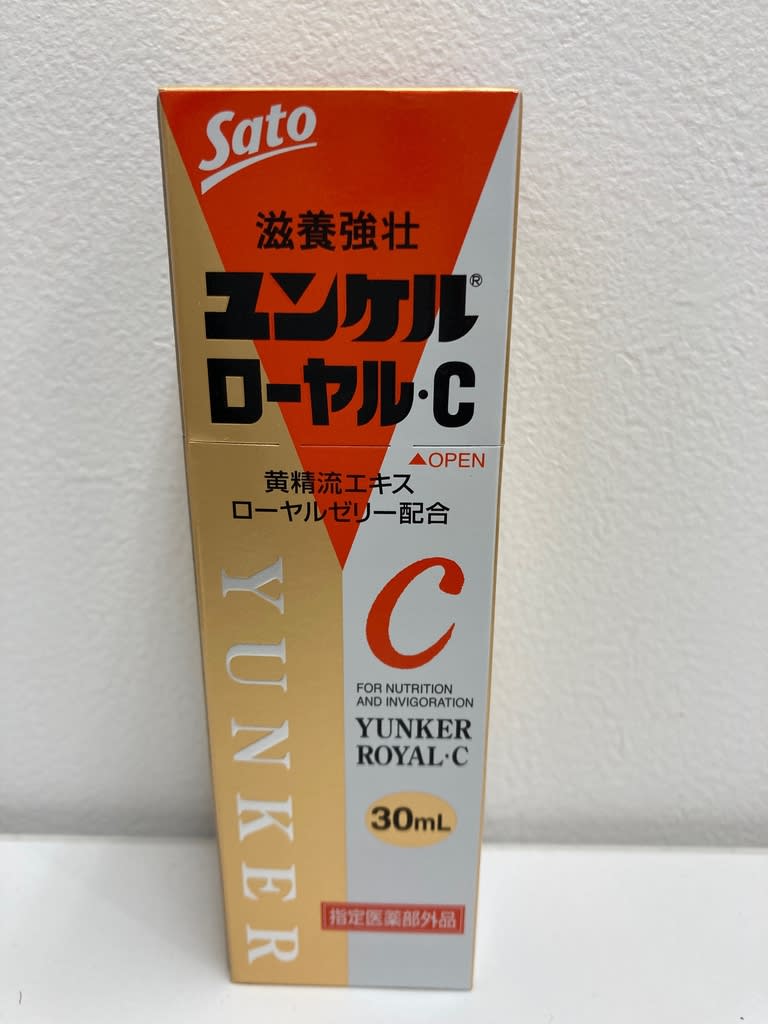 Sato
滋養強壮
ユンケル®
ローヤル・C
▲OPEN
黄精流エキス
ローヤルゼリー配合
C
FOR NUTRITION
AND INVIGORATION
YUNKER
ROYAL・C
30mL
指定医薬部外品
YUNKER